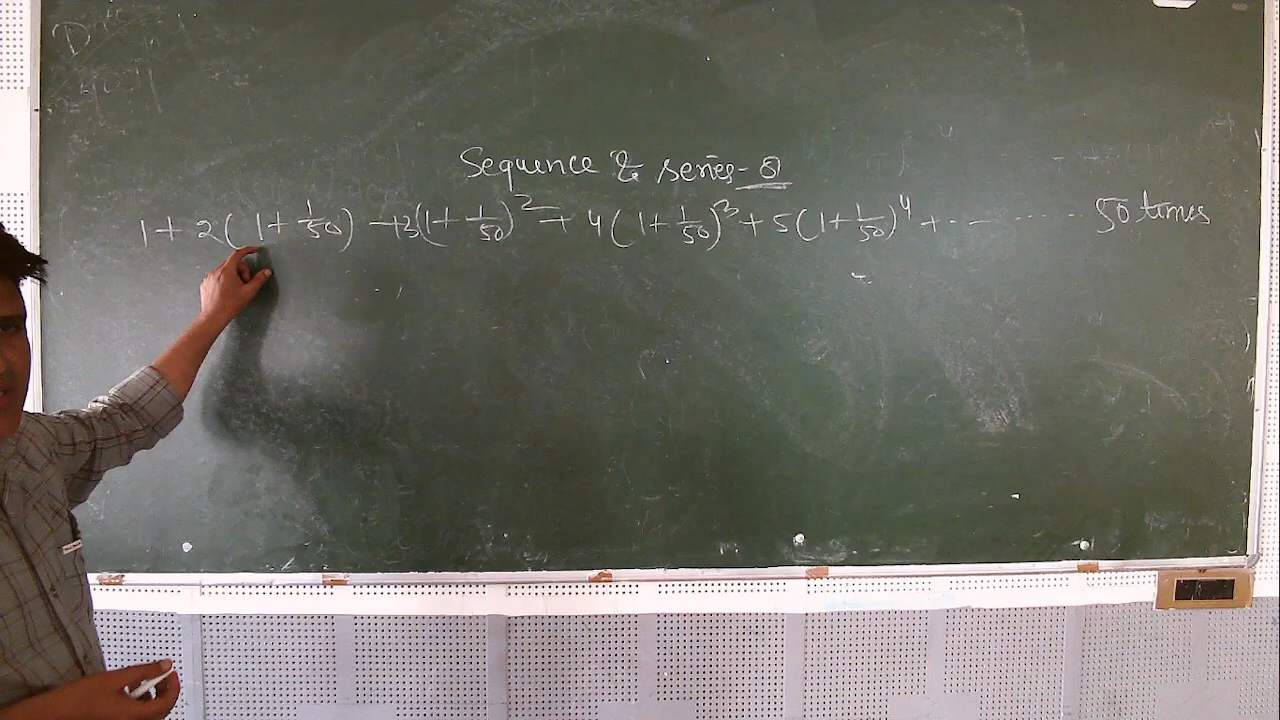 Sequence & series - 8
1 + 2(1 + 1/50) + 3(1 + 1/50)^2 + 4(1 + 1/50)^3 + 5(1 + 1/50)^4 + ... ...... 50 times